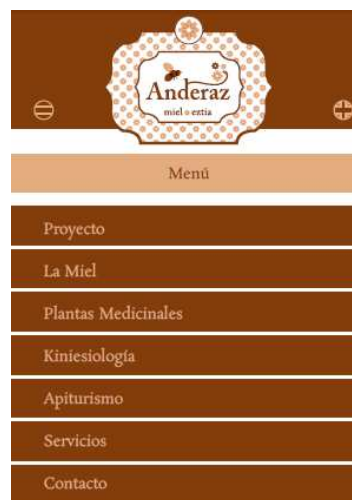 Anderaz
miel eztia
Menú
Proyecto
La Miel
Plantas Medicinales
Kiniesiología
Apiturismo
Servicios
Contacto